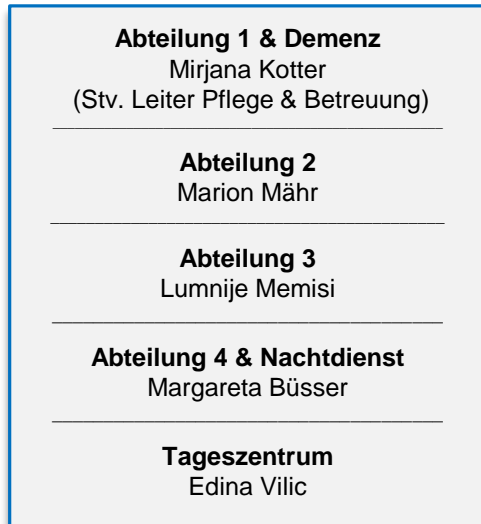 Abteilung 1 & Demenz
Mirjana Kotter
(Stv. Leiter Pflege & Betreuung)
Abteilung 2
Marion Mähr
Abteilung 3
Lumnije Memisi
Abteilung 4 & Nachtdienst
Margareta Büsser
Tageszentrum
Edina Vilic